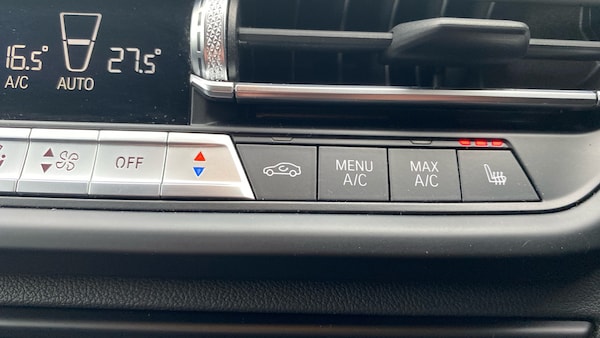 16.5° 27.5°
A/C AUTO
OFF MENU A/C MAX A/C